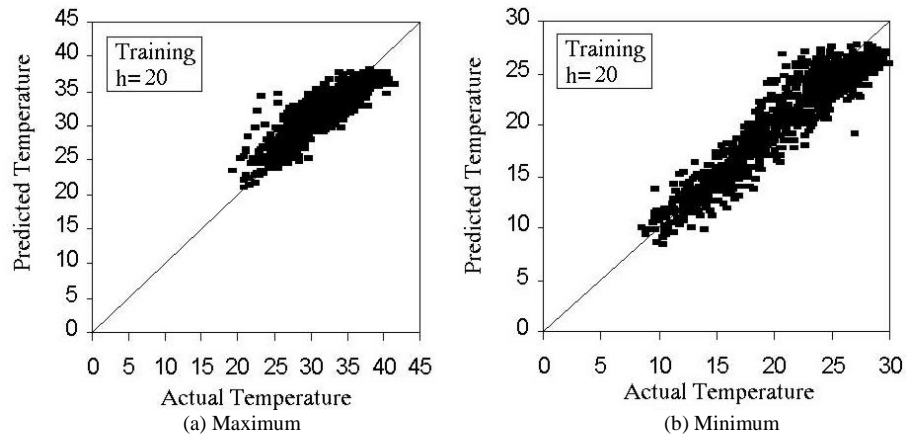 45
40
35
30
25
20
15
10
5
0
Training
h=20
Predicted Temperature
0 5 10 15 20 25 30 35 40 45
Actual Temperature
(a) Maximum
30
25
20
15
10
5
0
Training
h=20
Predicted Temperature
0 5 10 15 20 25 30
Actual Temperature
(b) Minimum